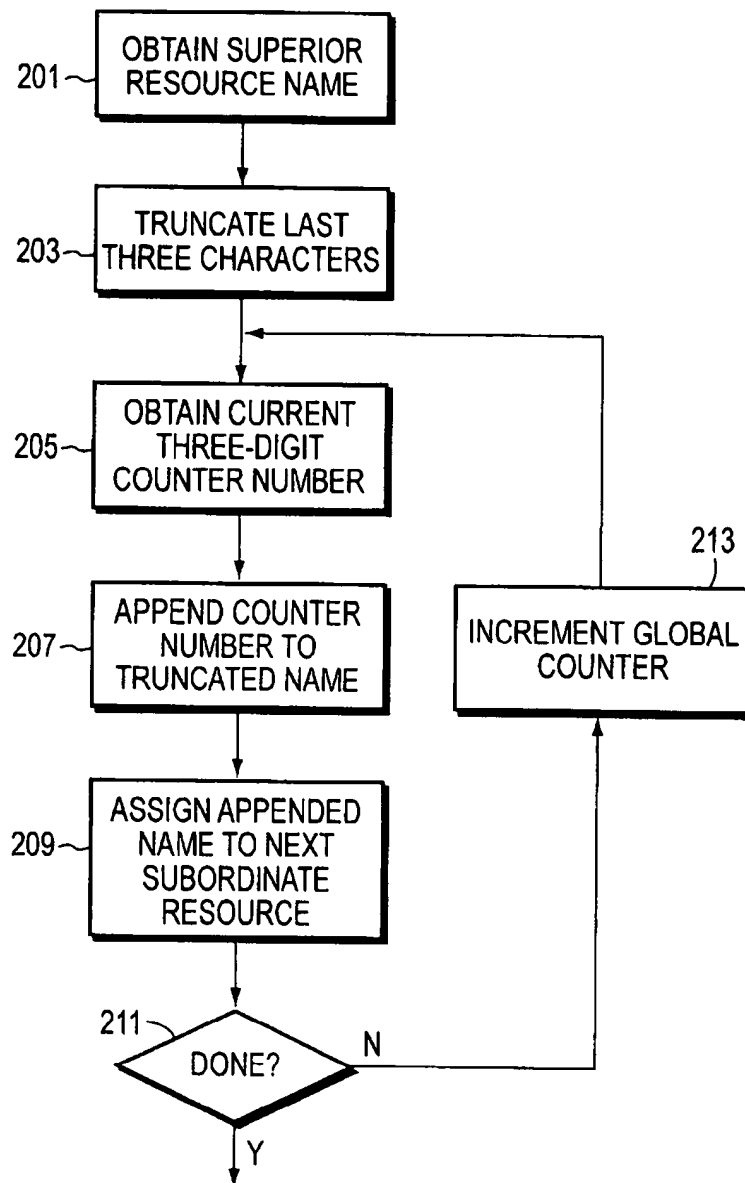 OBTAIN SUPERIOR
RESOURCE NAME
201
TRUNCATE LAST
THREE CHARACTERS
203
OBTAIN CURRENT
THREE-DIGIT
COUNTER NUMBER
205
213
INCREMENT GLOBAL
COUNTER
APPEND COUNTER
NUMBER TO
TRUNCATED NAME
207
ASSIGN APPENDED
NAME TO NEXT
SUBORDINATE
RESOURCE
209
211
DONE?
N
Y